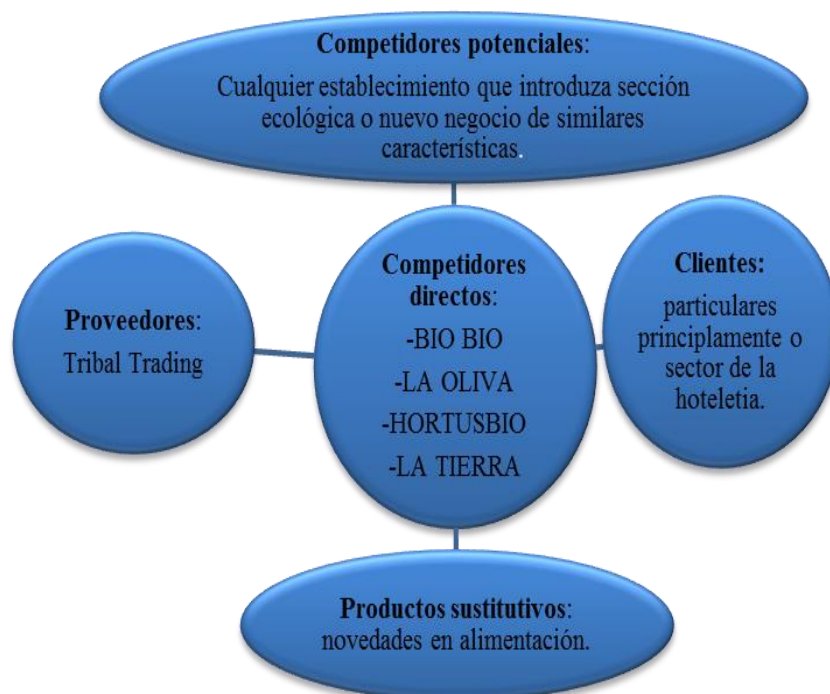 Competidores potenciales:
Cualquier establecimiento que introduza sección
ecológica o nuevo negocio de similares
características.
Proveedores:
Tribal Trading
Competidores
directos:
-BIO BIO
-LA OLIVA
-HORTUSBIO
-LA TIERRA
Clientes:
particulares
principlamente o
sector de la
hoteletia.
Productos sustitutivos:
novedades en alimentación.